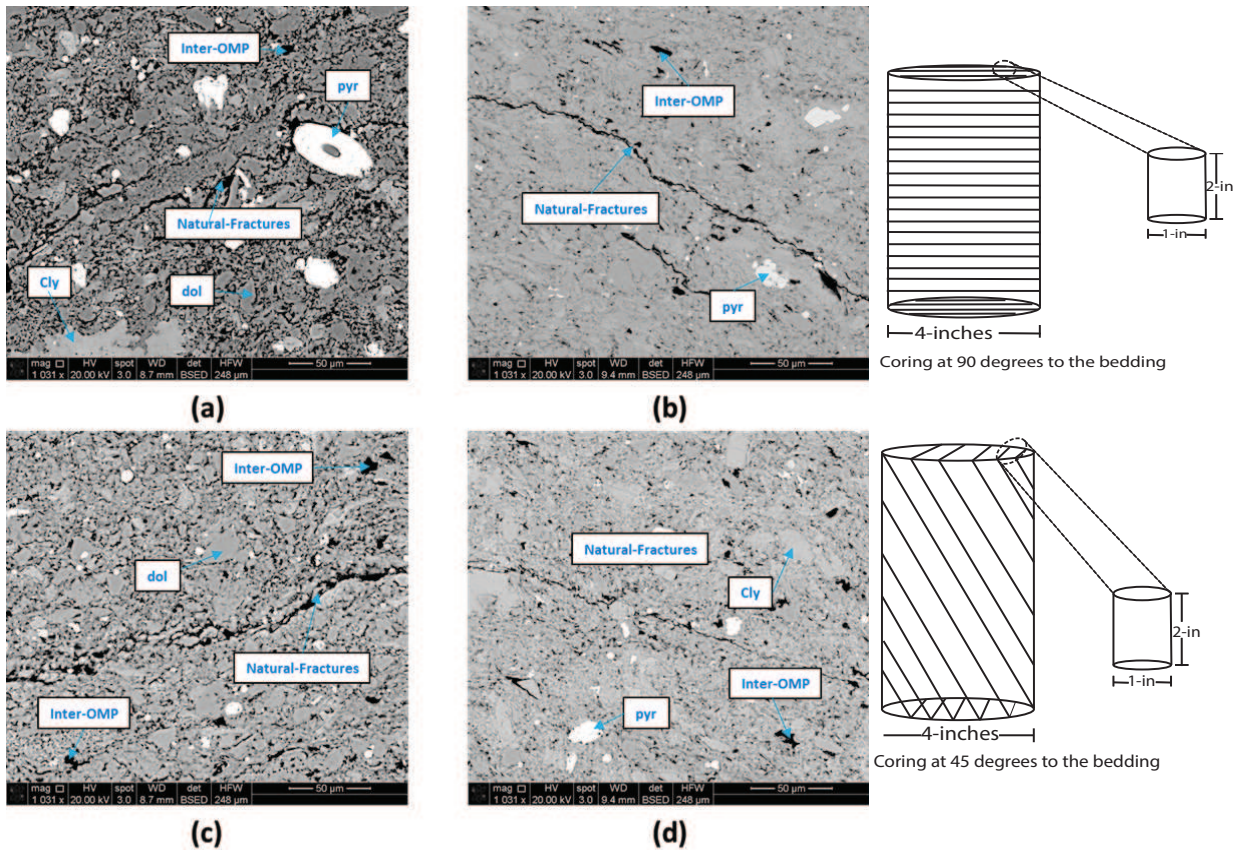 Inter-OMP
pyr
Natural-Fractures
Cly
dol
mag □ HV spot WD det HFW 50 µm
1 031 x 20.00 kV 3.0 8.7 mm BSED 248 µm
(a)
Inter-OMP
Natural-Fractures
pyr
mag □ HV spot WD det HFW 50 µm
1 031 x 20.00 kV 3.0 9.4 mm BSED 248 µm
(b)
2-in
1-in
4-inches
Coring at 90 degrees to the bedding
Inter-OMP
dol
Natural-Fractures
Inter-OMP
mag □ HV spot WD det HFW 50 µm
1 031 x 20.00 kV 3.0 8.7 mm BSED 248 µm
(c)
Natural-Fractures
Cly
Inter-OMP
pyr
mag □ HV spot WD det HFW 50 µm
1 031 x 20.00 kV 3.0 9.4 mm BSED 248 µm
(d)
2-in
1-in
4-inches
Coring at 45 degrees to the bedding